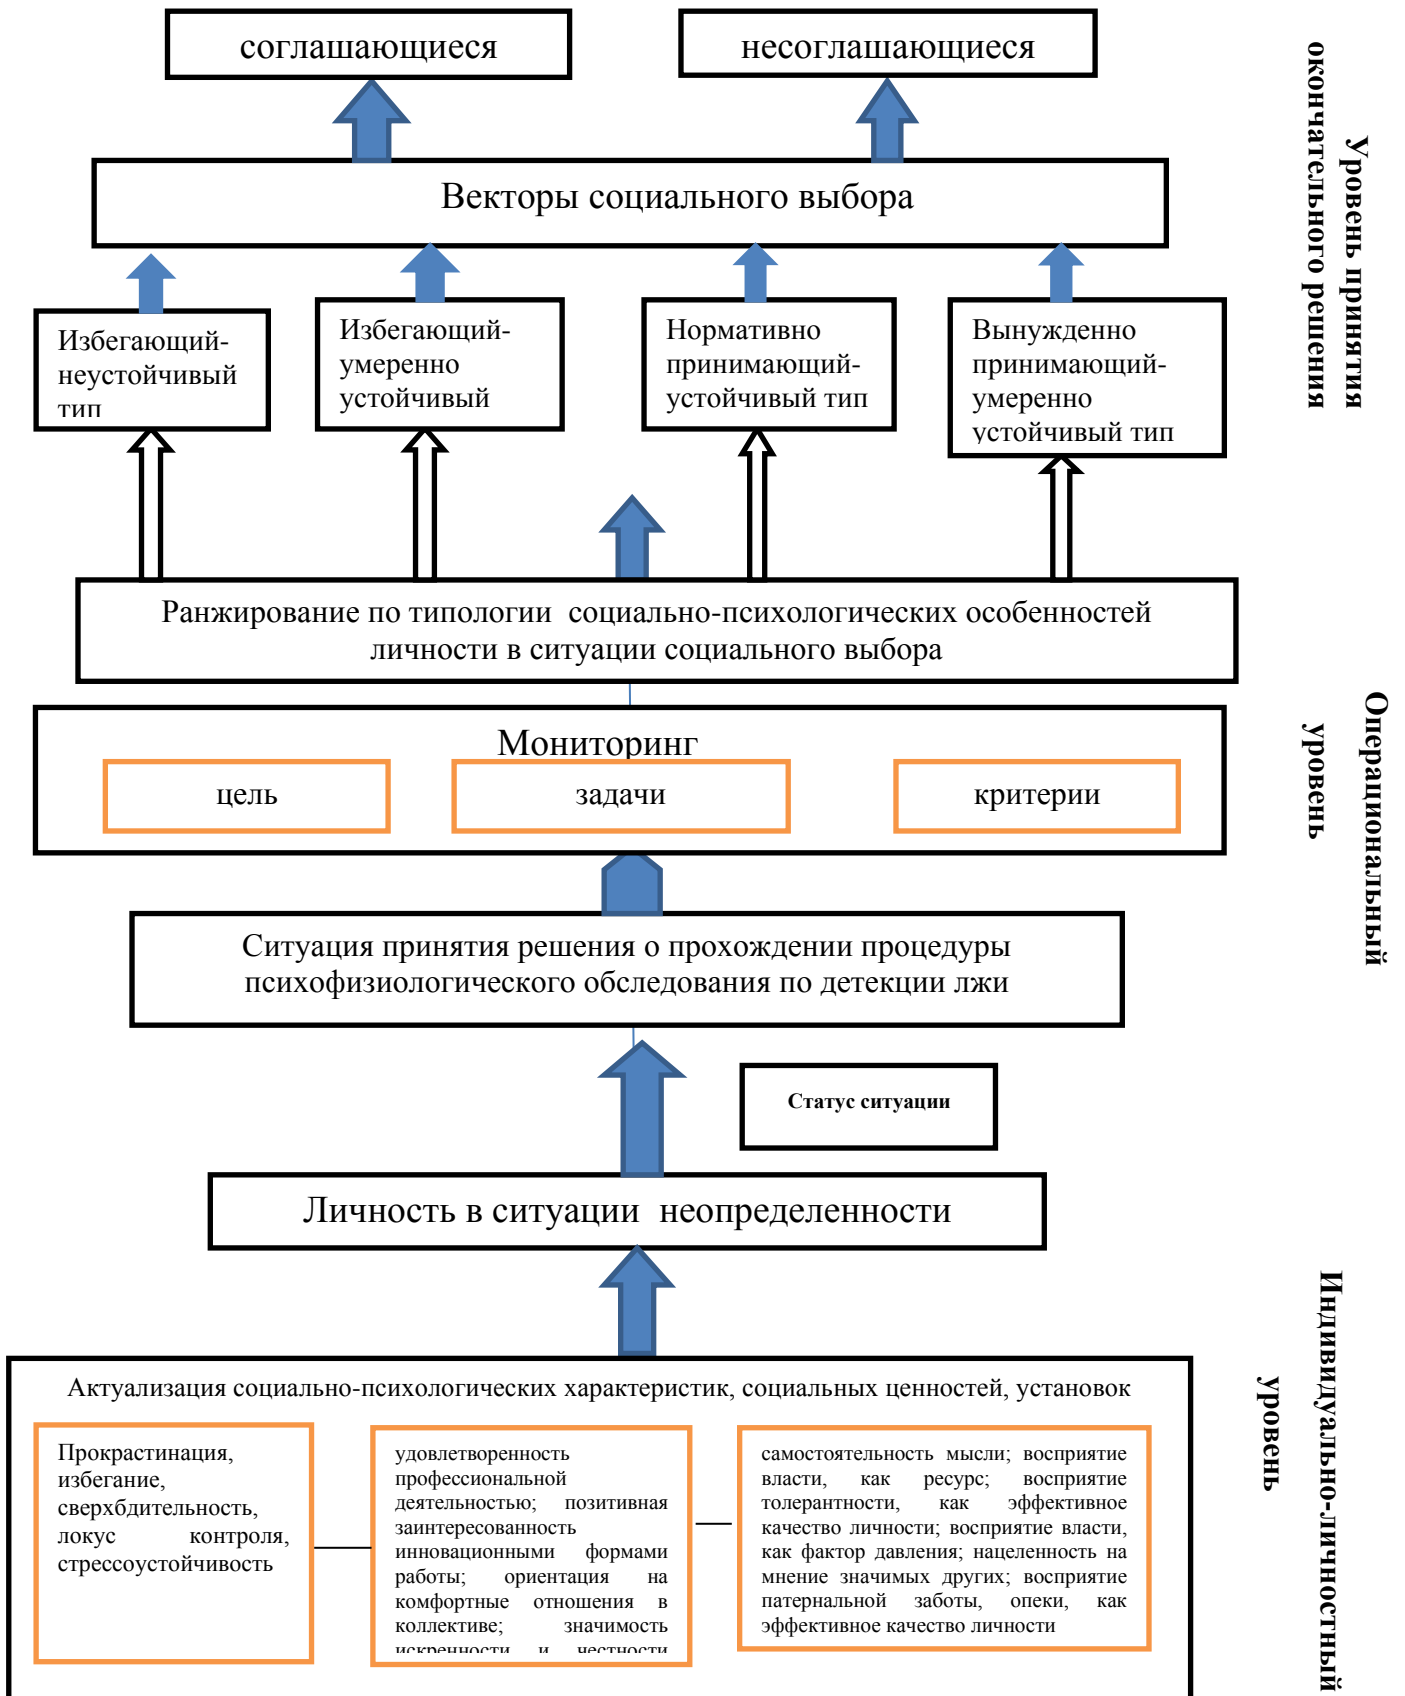 соглашающиеся
несоглашающиеся
Векторы социального выбора
Избегающий-
неустойчивый
тип
Избегающий-
умеренно
устойчивый
Нормативно
принимающий-
устойчивый тип
Вынужденно
принимающий-
умеренно
устойчивый тип
Уровень принятия
окончательного решения
Ранжирование по типологии социально-психологических особенностей
личности в ситуации социального выбора
Мониторинг
цель
задачи
критерии
Операциональный
уровень
Ситуация принятия решения о прохождении процедуры
психофизиологического обследования по детекции лжи
Статус ситуации
Личность в ситуации неопределенности
Актуализация социально-психологических характеристик, социальных ценностей, установок
Прокрастинация,
избегание,
сверхбдительность,
локус контроля,
стрессоустойчивость
удовлетворенность
профессиональной
деятельностью; позитивная
заинтересованность
инновационными формами
работы; ориентация на
комфортные отношения в
коллективе; значимость
искренности и честности
самостоятельность мысли; восприятие
власти, как ресурс; восприятие
толерантности, как эффективное
качество личности; восприятие власти,
как фактор давления; нацеленность на
мнение значимых других; восприятие
патернальной заботы, опеки, как
эффективное качество личности
Индивидуально-личностный
уровень